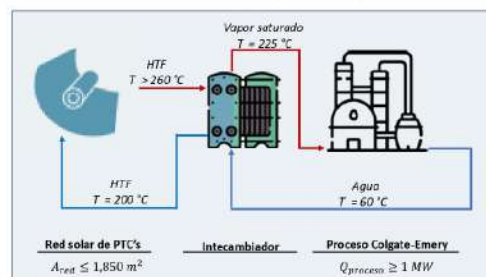 Vapor saturado
T = 225 °C
HTF
T > 260 °C
HTF
T = 200 °C
Agua
T = 60 °C
Red solar de PTC's
Intecambiador
Proceso Colgate-Emery
A_red ≤ 1,850 m²
Q_proceso ≥ 1 MW